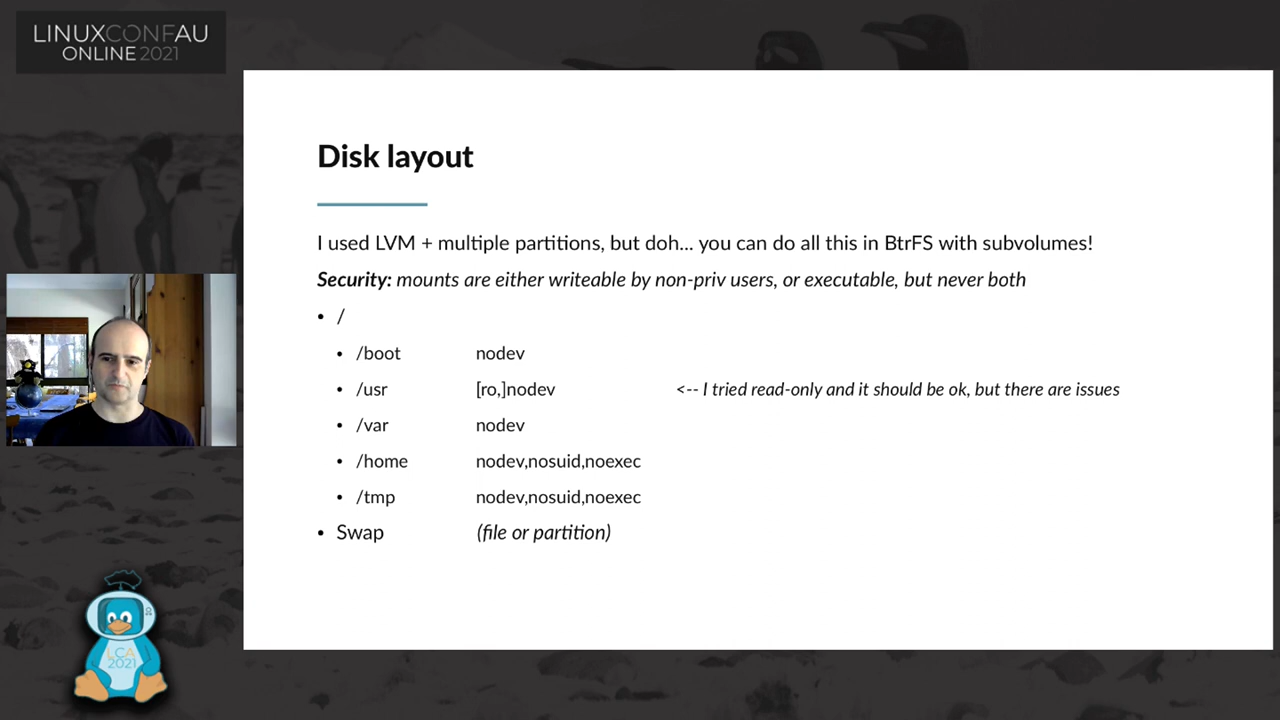 LINUXCONFAU
ONLINE 2021
Disk layout
I used LVM + multiple partitions, but doh... you can do all this in BtrFS with subvolumes!
Security: mounts are either writeable by non-priv users, or executable, but never both
• /
• /boot nodev
• /usr [ro,]nodev <-- I tried read-only and it should be ok, but there are issues
• /var nodev
• /home nodev,nosuid,noexec
• /tmp nodev,nosuid,noexec
• Swap (file or partition)
LCA
2021